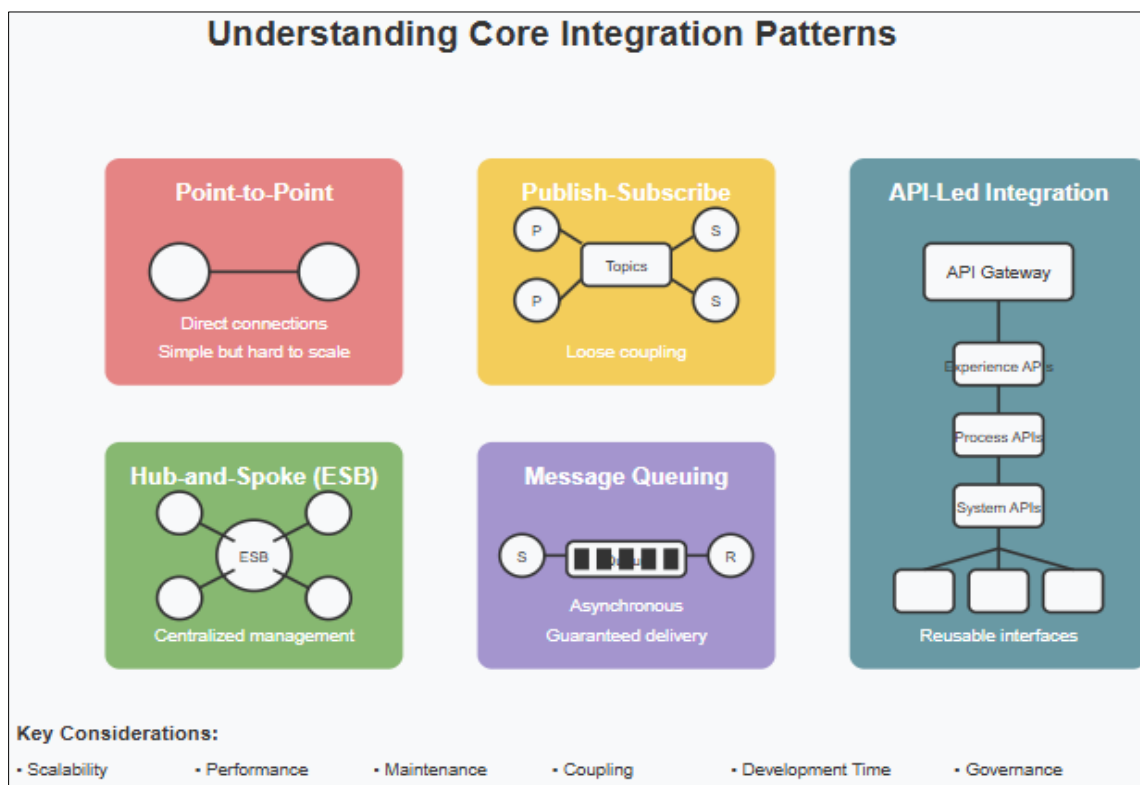 Understanding Core Integration Patterns
Point-to-Point
Direct connections
Simple but hard to scale
Publish-Subscribe
P
S
Topics
P
S
Loose coupling
API-Led Integration
API Gateway
Experience APIs
Process APIs
System APIs
Reusable interfaces
Hub-and-Spoke (ESB)
ESB
Centralized management
Message Queuing
S
R
Asynchronous
Guaranteed delivery
Key Considerations:
• Scalability • Performance • Maintenance • Coupling • Development Time • Governance